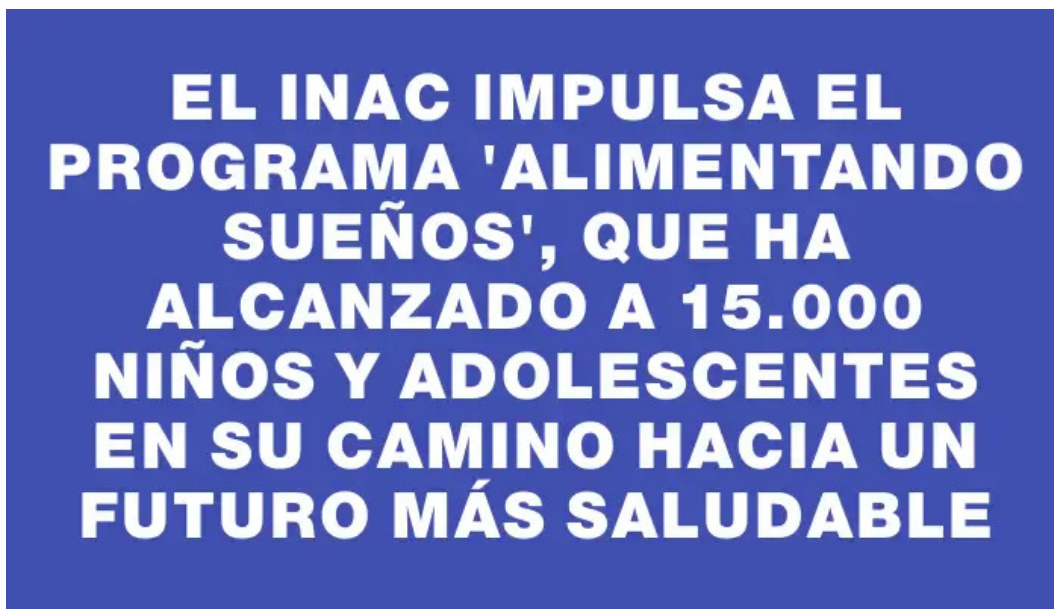 EL INAC IMPULSA EL
PROGRAMA 'ALIMENTANDO
SUEÑOS', QUE HA
ALCANZADO A 15.000
NIÑOS Y ADOLESCENTES
EN SU CAMINO HACIA UN
FUTURO MÁS SALUDABLE